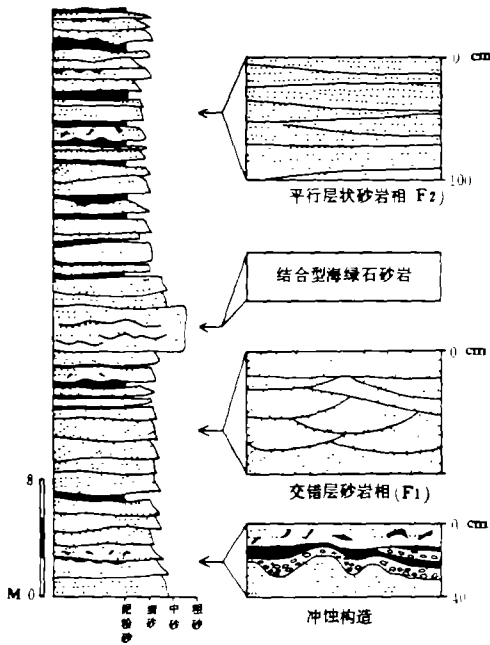 0 cm
100
平行层状砂岩相 F2)
结合型海绿石砂岩
0 cm
交错层砂岩相(F1)
0 cm
40
冲蚀构造
8
M 0
泥粉砂
细砂
中砂
粗砂